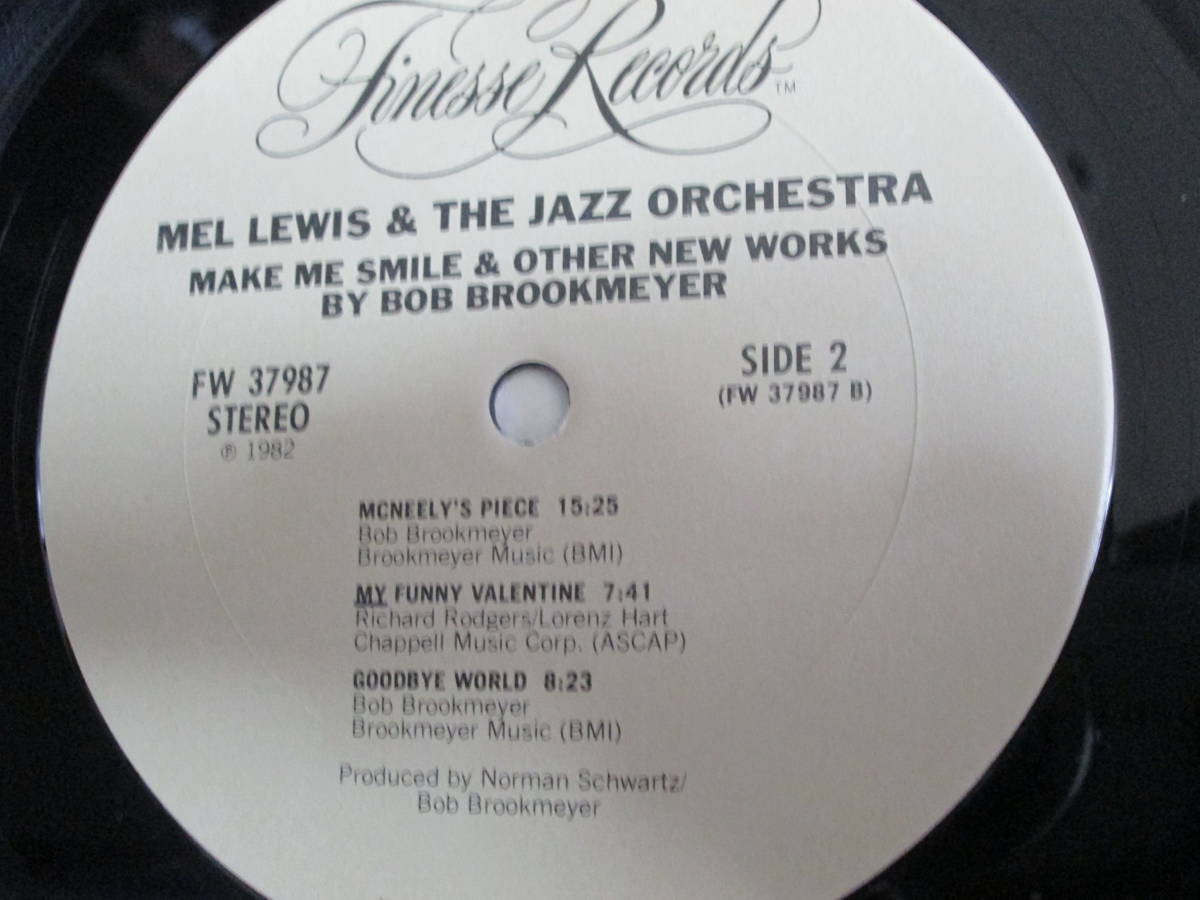 Finesse Records TM
MEL LEWIS & THE JAZZ ORCHESTRA
MAKE ME SMILE & OTHER NEW WORKS
BY BOB BROOKMEYER
FW 37987
STEREO
℗ 1982
SIDE 2
(FW 37987 B)
MCNEELY'S PIECE 15:25
Bob Brookmeyer
Brookmeyer Music (BMI)
MY FUNNY VALENTINE 7:41
Richard Rodgers/Lorenz Hart
Chappell Music Corp. (ASCAP)
GOODBYE WORLD 8:23
Bob Brookmeyer
Brookmeyer Music (BMI)
Produced by Norman Schwartz/
Bob Brookmeyer